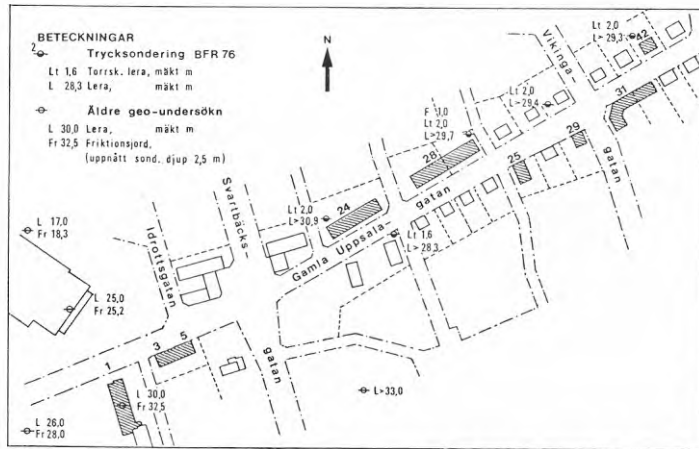 BETECKNINGAR
2
Trycksondering BFR 76
Lt 1,6 Torrsk. lera, mäkt m
L 28,3 Lera, mäkt m
Äldre geo-undersökn
L 30,0 Lera, mäkt m
Fr 32,5 Friktionsjord,
(uppnått sond. djup 2,5 m)
N
Vikinga
gatan
Lt 2,0
L>29,3
42
31
Lt 2,0
L>29,4
Lt 2,0
L>29,7
28
29
25
Svartbäcks-
gatan
Idrottsgatan
Lt 2,0
L>30,9
24
Gamla Uppsala-
gatan
Lt 1,6
L>28,3
L 17,0
Fr 18,3
L 25,0
Fr 25,2
1
3
5
L 30,0
Fr 32,5
L 26,0
Fr 28,0
L>33,0